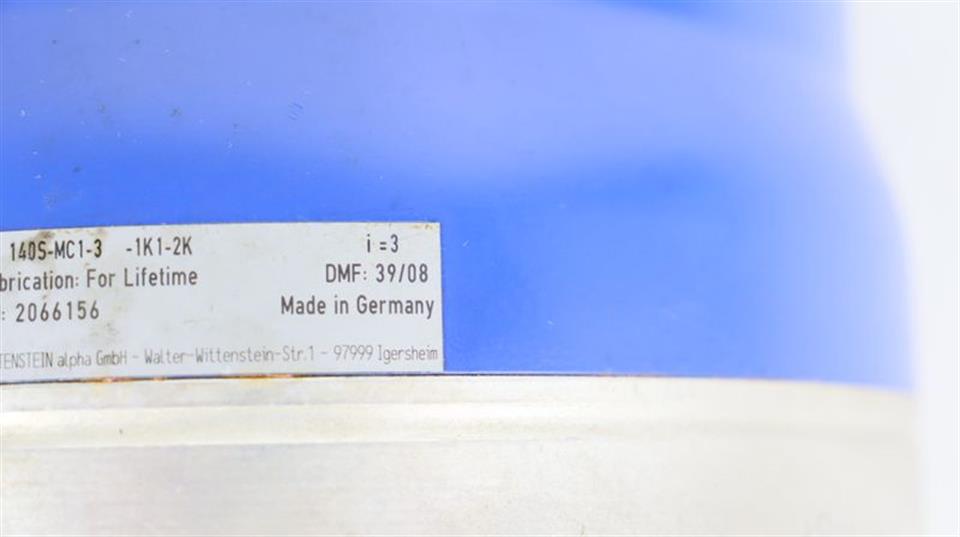 140S-MC1-3 -1K1-2K i =3
brication: For Lifetime DMF: 39/08
: 2066156 Made in Germany
TENSTEIN alpha GmbH - Walter-Wittenstein-Str.1 - 97999 Igersheim